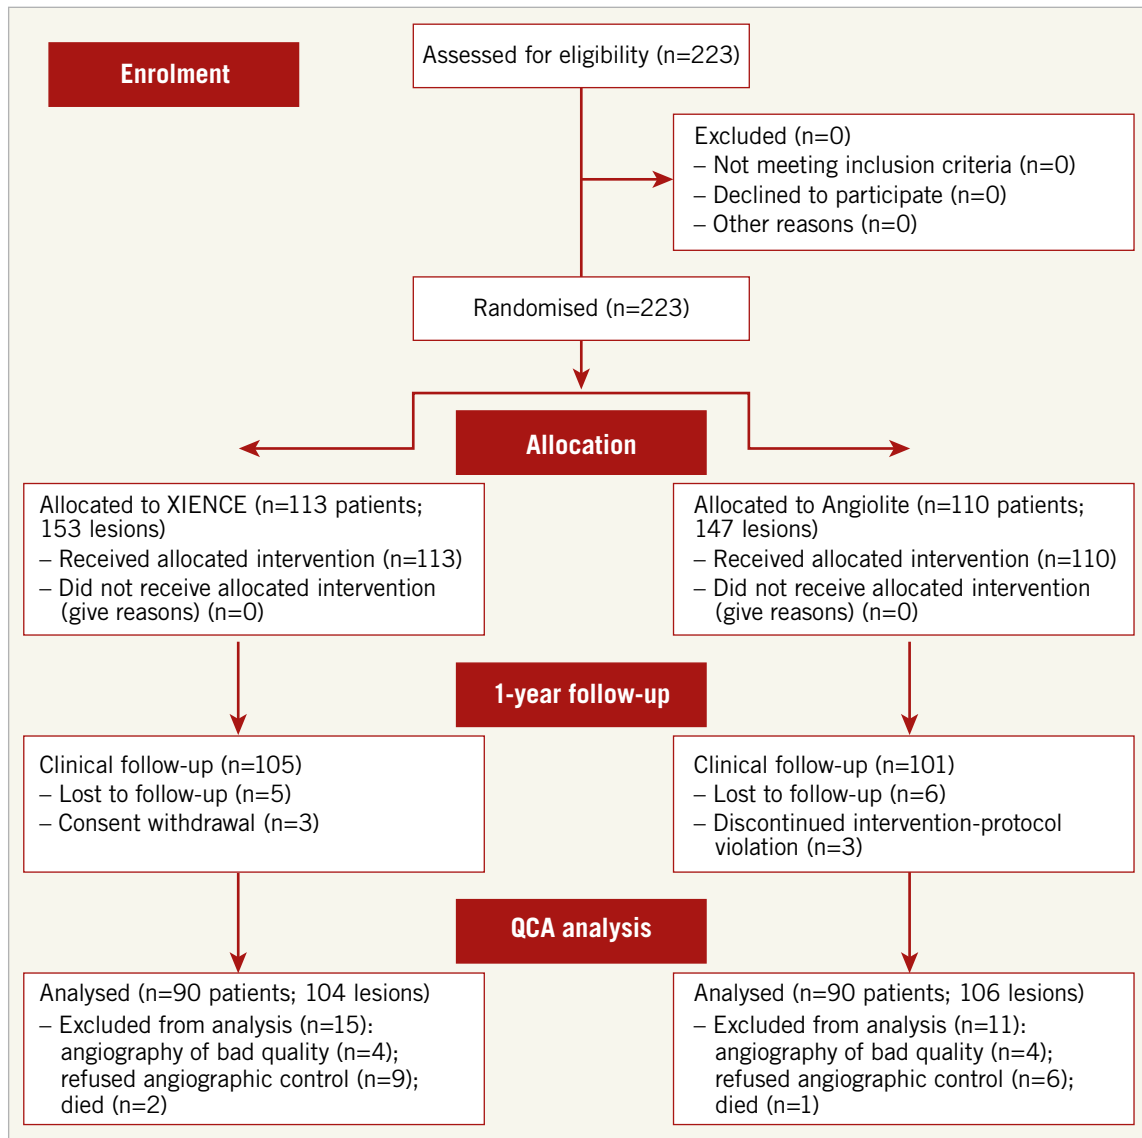 Enrolment
Assessed for eligibility (n=223)
Excluded (n=0)
– Not meeting inclusion criteria (n=0)
– Declined to participate (n=0)
– Other reasons (n=0)
Randomised (n=223)
Allocation
Allocated to XIENCE (n=113 patients;
153 lesions)
– Received allocated intervention (n=113)
– Did not receive allocated intervention
(give reasons) (n=0)
Allocated to Angiolite (n=110 patients;
147 lesions)
– Received allocated intervention (n=110)
– Did not receive allocated intervention
(give reasons) (n=0)
1-year follow-up
Clinical follow-up (n=105)
– Lost to follow-up (n=5)
– Consent withdrawal (n=3)
Clinical follow-up (n=101)
– Lost to follow-up (n=6)
– Discontinued intervention-protocol
violation (n=3)
QCA analysis
Analysed (n=90 patients; 104 lesions)
– Excluded from analysis (n=15):
angiography of bad quality (n=4);
refused angiographic control (n=9);
died (n=2)
Analysed (n=90 patients; 106 lesions)
– Excluded from analysis (n=11):
angiography of bad quality (n=4);
refused angiographic control (n=6);
died (n=1)